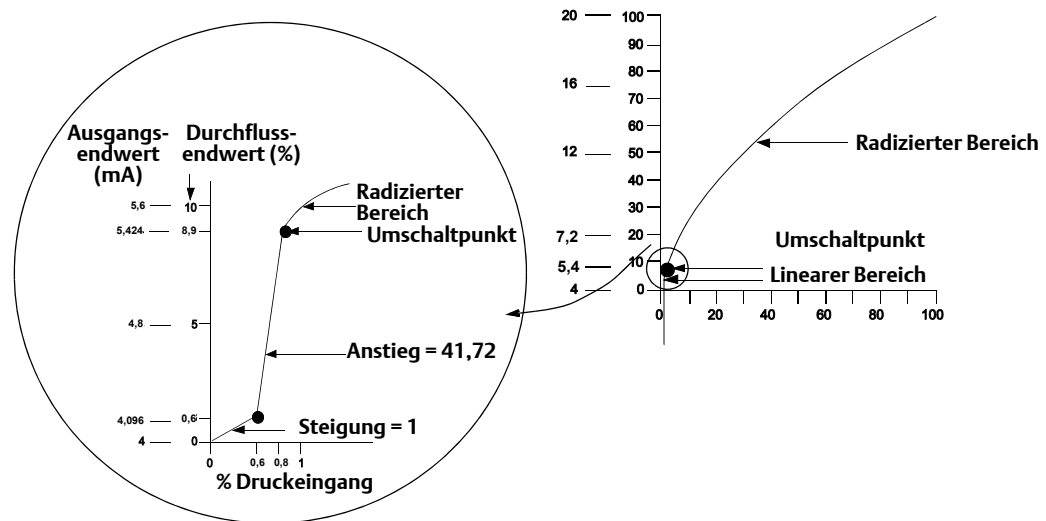 Ausgangs-
endwert
(mA)
Durchfluss-
endwert (%)
5,6
10
5,424
8,9
4,8
5
4,096
0,6
4
0
0
0,6
0,8
1
% Druckeingang
Radizierter
Bereich
Umschaltpunkt
Anstieg = 41,72
Steigung = 1
20
100
90
16
80
70
60
12
50
40
30
7,2
20
5,4
10
4
0
0
20
40
60
80
100
Radizierter Bereich
Umschaltpunkt
Linearer Bereich